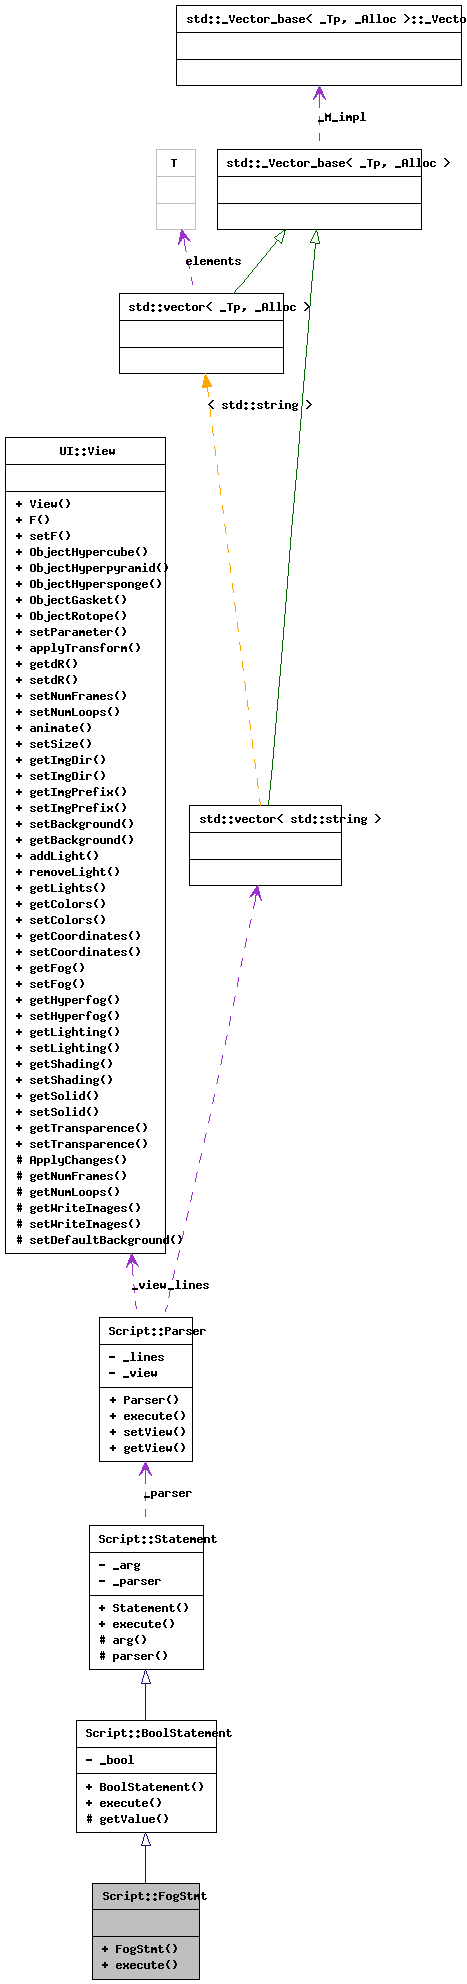 std::_Vector_base< _Tp, _Alloc >::_Vecto
_M_impl
T
std::_Vector_base< _Tp, _Alloc >
elements
std::vector< _Tp, _Alloc >
< std::string >
UI::View
+ View()
+ F()
+ setF()
+ ObjectHypercube()
+ ObjectHyperpyramid()
+ ObjectHypersponge()
+ ObjectGasket()
+ ObjectRotope()
+ setParameter()
+ applyTransform()
+ getdR()
+ setdR()
+ setNumFrames()
+ setNumLoops()
+ animate()
+ setSize()
+ getImgDir()
+ setImgDir()
+ getImgPrefix()
+ setImgPrefix()
+ setBackground()
+ getBackground()
+ addLight()
+ removeLight()
+ getLights()
+ getColors()
+ setColors()
+ getCoordinates()
+ setCoordinates()
+ getFog()
+ setFog()
+ getHyperfog()
+ setHyperfog()
+ getLighting()
+ setLighting()
+ getShading()
+ setShading()
+ getSolid()
+ setSolid()
+ getTransparence()
+ setTransparence()
# ApplyChanges()
# getNumFrames()
# getNumLoops()
# getWriteImages()
# setWriteImages()
# setDefaultBackground()
std::vector< std::string >
_view
_lines
Script::Parser
- _lines
- _view
+ Parser()
+ execute()
+ setView()
+ getView()
_parser
Script::Statement
- _arg
- _parser
+ Statement()
+ execute()
# arg()
# parser()
Script::BoolStatement
- _bool
+ BoolStatement()
+ execute()
# getValue()
Script::FogStmt
+ FogStmt()
+ execute()